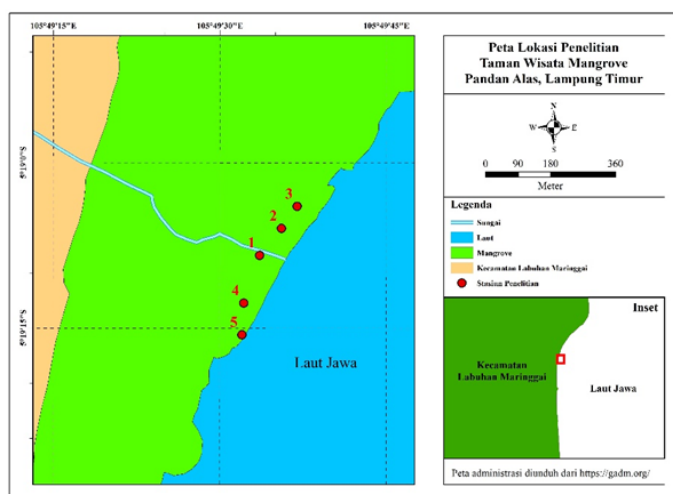 105°49'15"E
105°49'30"E
105°49'45"E
5°19'0"S
5°19'15"S
3
2
1
4
5
Laut Jawa
Peta Lokasi Penelitian
Taman Wisata Mangrove
Pandan Alas, Lampung Timur
N
W E
S
0 90 180 360
Meter
Legenda
Sungai
Laut
Mangrove
Kecamatan Labuhan Maringgai
Stasiun Penelitian
Inset
Kecamatan
Labuhan Maringgai
Laut Jawa
Peta administrasi diunduh dari https://gadm.org/